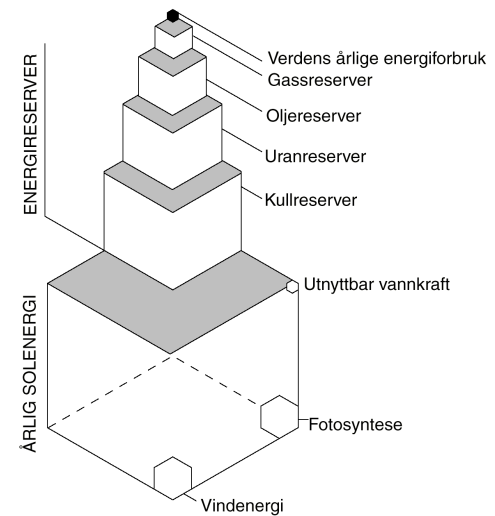 Verdens årlige energiforbruk
Gassreserver
Oljereserver
Uranreserver
Kullreserver
ENERGIRESERVER
Utnyttbar vannkraft
ÅRLIG SOLENERGI
Fotosyntese
Vindenergi